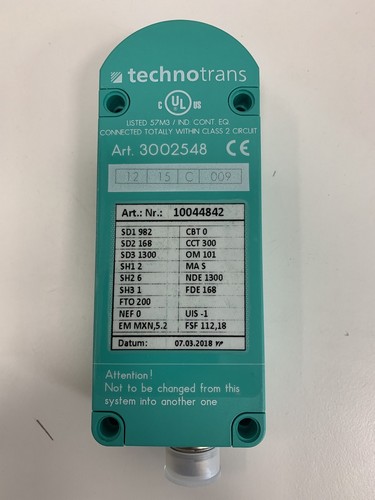 technotrans
C UL US
LISTED 57M3 / IND. CONT. EQ.
CONNECTED TOTALLY WITHIN CLASS 2 CIRCUIT
Art. 3002548 CE
12 15 C 009
Art.: Nr.: 10044842
SD1 982 CBT 0
SD2 168 CCT 300
SD3 1300 OM 101
SH1 2 MA S
SH2 6 NDE 1300
SH3 1 FDE 168
FTO 200
NEF 0 UIS -1
EM MXN,5.2 FSF 112,18
Datum: 07.03.2018
Attention!
Not to be changed from this
system into another one